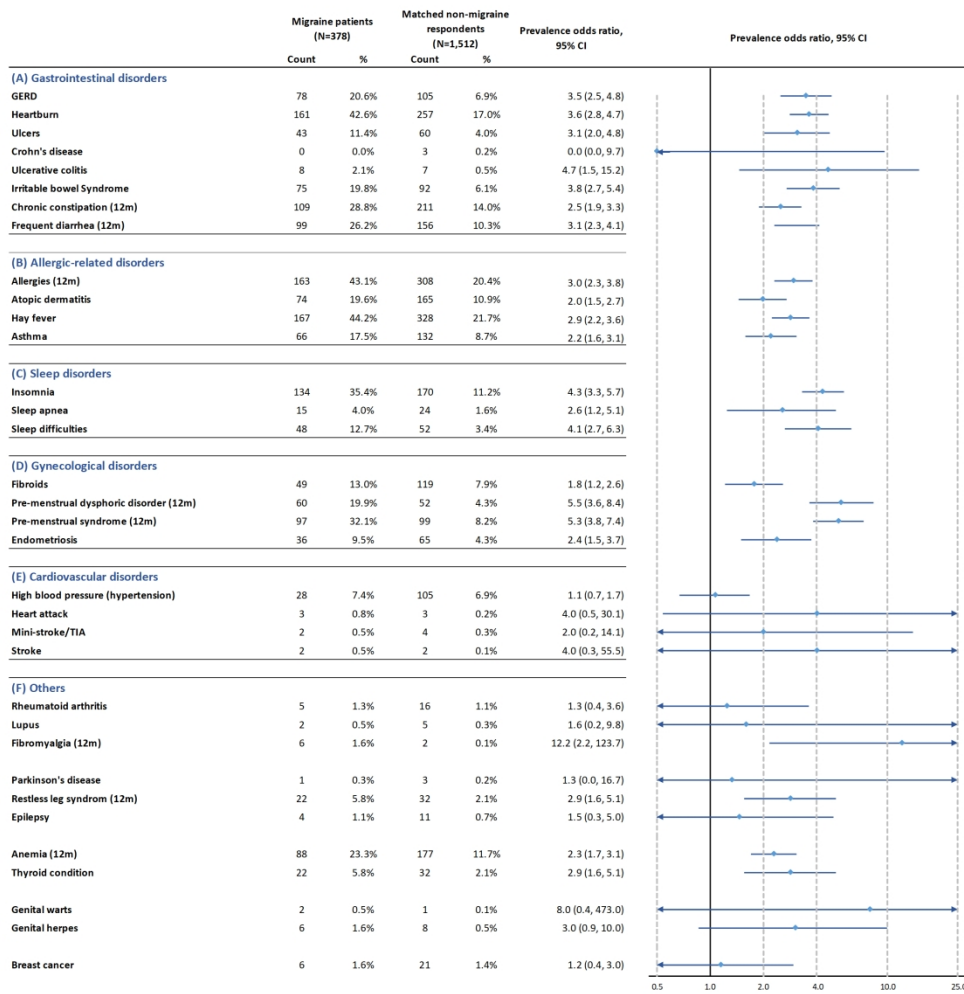 Migraine patients (N=378) Matched non-migraine respondents (N=1,512) Prevalence odds ratio, 95% CI Prevalence odds ratio, 95% CI
Count % Count %
(A) Gastrointestinal disorders
GERD 78 20.6% 105 6.9% 3.5 (2.5, 4.8)
Heartburn 161 42.6% 257 17.0% 3.6 (2.8, 4.7)
Ulcers 43 11.4% 60 4.0% 3.1 (2.0, 4.8)
Crohn's disease 0 0.0% 3 0.2% 0.0 (0.0, 9.7)
Ulcerative colitis 8 2.1% 7 0.5% 4.7 (1.5, 15.2)
Irritable bowel Syndrome 75 19.8% 92 6.1% 3.8 (2.7, 5.4)
Chronic constipation (12m) 109 28.8% 211 14.0% 2.5 (1.9, 3.3)
Frequent diarrhea (12m) 99 26.2% 156 10.3% 3.1 (2.3, 4.1)
(B) Allergic-related disorders
Allergies (12m) 163 43.1% 308 20.4% 3.0 (2.3, 3.8)
Atopic dermatitis 74 19.6% 165 10.9% 2.0 (1.5, 2.7)
Hay fever 167 44.2% 328 21.7% 2.9 (2.2, 3.6)
Asthma 66 17.5% 132 8.7% 2.2 (1.6, 3.1)
(C) Sleep disorders
Insomnia 134 35.4% 170 11.2% 4.3 (3.3, 5.7)
Sleep apnea 15 4.0% 24 1.6% 2.6 (1.2, 5.1)
Sleep difficulties 48 12.7% 52 3.4% 4.1 (2.7, 6.3)
(D) Gynecological disorders
Fibroids 49 13.0% 119 7.9% 1.8 (1.2, 2.6)
Pre-menstrual dysphoric disorder (12m) 60 19.9% 52 4.3% 5.5 (3.6, 8.4)
Pre-menstrual syndrome (12m) 97 32.1% 99 8.2% 5.3 (3.8, 7.4)
Endometriosis 36 9.5% 65 4.3% 2.4 (1.5, 3.7)
(E) Cardiovascular disorders
High blood pressure (hypertension) 28 7.4% 105 6.9% 1.1 (0.7, 1.7)
Heart attack 3 0.8% 3 0.2% 4.0 (0.5, 30.1)
Mini-stroke/TIA 2 0.5% 4 0.3% 2.0 (0.2, 14.1)
Stroke 2 0.5% 2 0.1% 4.0 (0.3, 55.5)
(F) Others
Rheumatoid arthritis 5 1.3% 16 1.1% 1.3 (0.4, 3.6)
Lupus 2 0.5% 5 0.3% 1.6 (0.2, 9.8)
Fibromyalgia (12m) 6 1.6% 2 0.1% 12.2 (2.2, 123.7)
Parkinson's disease 1 0.3% 3 0.2% 1.3 (0.0, 16.7)
Restless leg syndrom (12m) 22 5.8% 32 2.1% 2.9 (1.6, 5.1)
Epilepsy 4 1.1% 11 0.7% 1.5 (0.3, 5.0)
Anemia (12m) 88 23.3% 177 11.7% 2.3 (1.7, 3.1)
Thyroid condition 22 5.8% 32 2.1% 2.9 (1.6, 5.1)
Genital warts 2 0.5% 1 0.1% 8.0 (0.4, 473.0)
Genital herpes 6 1.6% 8 0.5% 3.0 (0.9, 10.0)
Breast cancer 6 1.6% 21 1.4% 1.2 (0.4, 3.0)
0.5 1.0 2.0 4.0 10.0 25.0